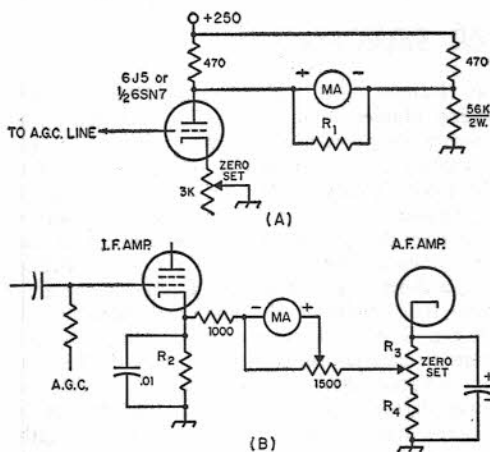 +250
470
6J5 or
½6SN7
+ MA -
470
R1
56K
2W.
TO A.G.C. LINE
ZERO
SET
3K
(A)
I.F. AMP.
A.F. AMP.
- MA +
1000
R2
.01
1500
R3
ZERO
SET
R4
+
-
A.G.C.
(B)